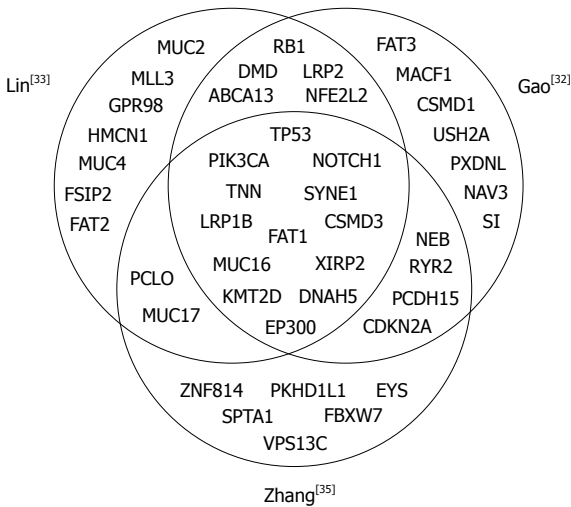 MUC2
RB1
FAT3
Lin[33]
MLL3
DMD LRP2
MACF1
Gao[32]
GPR98
ABCA13 NFE2L2
CSMD1
HMCN1
TP53
USH2A
MUC4
PIK3CA NOTCH1
PXDNL
FSIP2
TNN SYNE1
NAV3
FAT2
LRP1B CSMD3
SI
FAT1
NEB
PCLO
MUC16 XIRP2
RYR2
MUC17
KMT2D DNAH5
PCDH15
EP300
CDKN2A
ZNF814 PKHD1L1 EYS
SPTA1 FBXW7
VPS13C
Zhang[35]